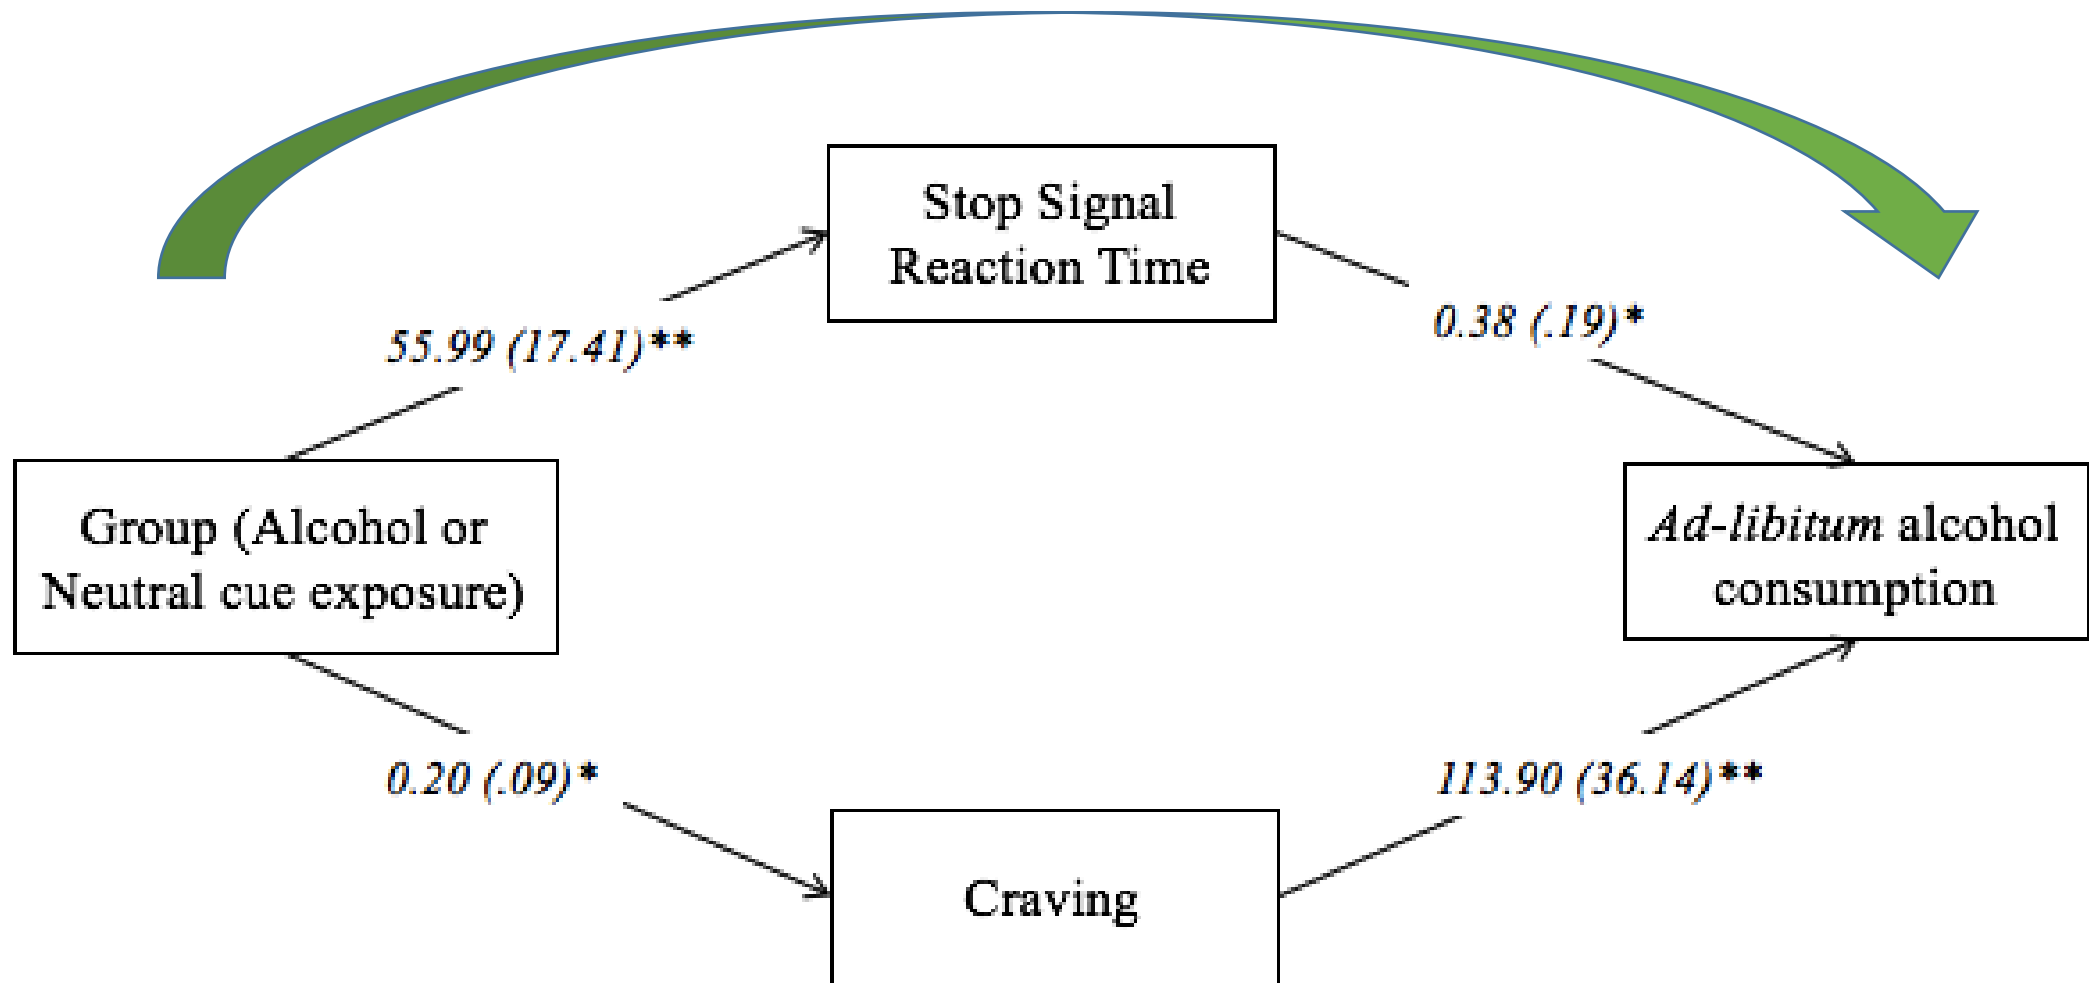 Stop Signal
Reaction Time
55.99 (17.41)**
0.38 (.19)*
Group (Alcohol or
Neutral cue exposure)
Ad-libitum alcohol
consumption
0.20 (.09)*
113.90 (36.14)**
Craving